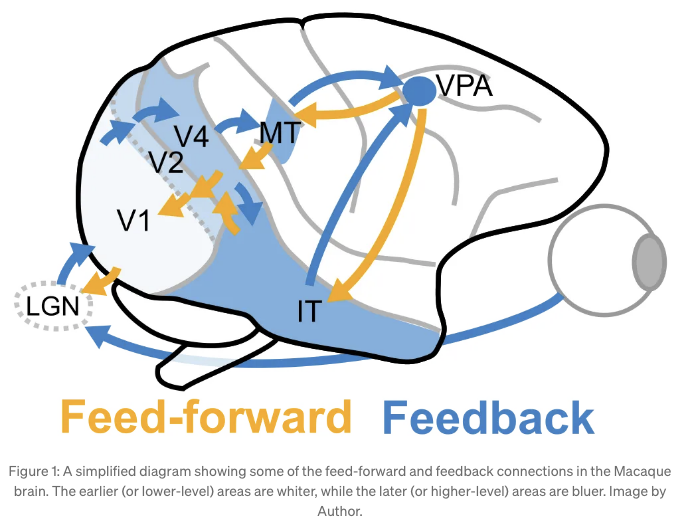 VPA
MT
V4
V2
V1
LGN
IT
Feed-forward Feedback
Figure 1: A simplified diagram showing some of the feed-forward and feedback connections in the Macaque
brain. The earlier (or lower-level) areas are whiter, while the later (or higher-level) areas are bluer. Image by
Author.